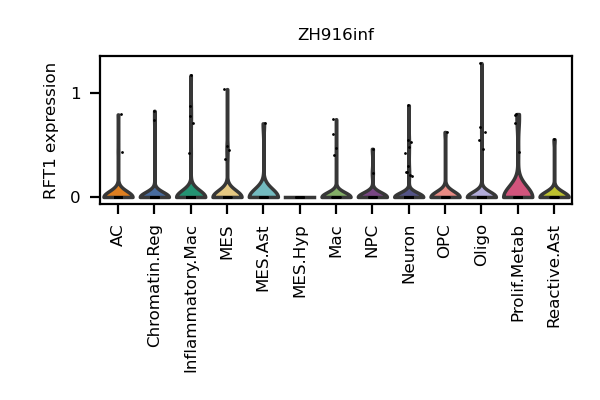 ZH916inf
RFT1 expression
1
0
AC
Chromatin.Reg
Inflammatory.Mac
MES
MES.Ast
MES.Hyp
Mac
NPC
Neuron
OPC
Oligo
Prolif.Metab
Reactive.Ast